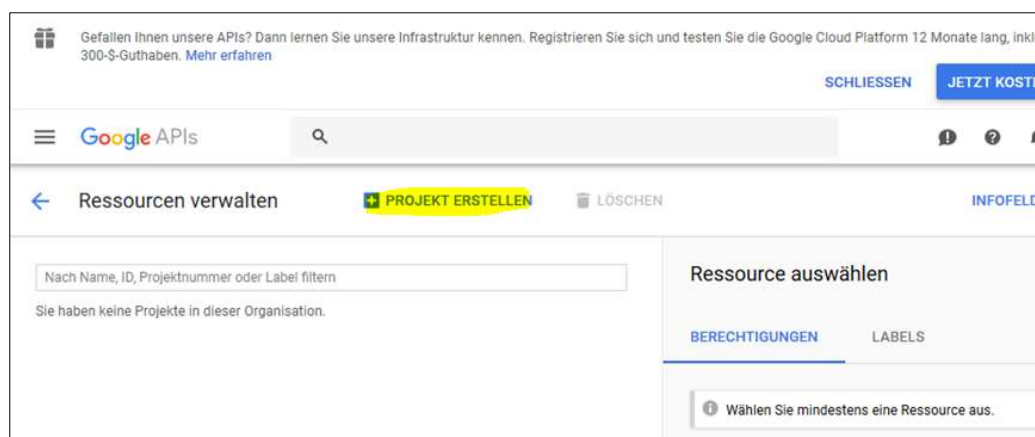 Gefallen Ihnen unsere APIs? Dann lernen Sie unsere Infrastruktur kennen. Registrieren Sie sich und testen Sie die Google Cloud Platform 12 Monate lang, inkl
300-$-Guthaben. Mehr erfahren
SCHLIESSEN JETZT KOSTE
Google APIs
Ressourcen verwalten PROJEKT ERSTELLEN LÖSCHEN INFOFELD
Nach Name, ID, Projektnummer oder Label filtern
Sie haben keine Projekte in dieser Organisation.
Ressource auswählen
BERECHTIGUNGEN LABELS
Wählen Sie mindestens eine Ressource aus.